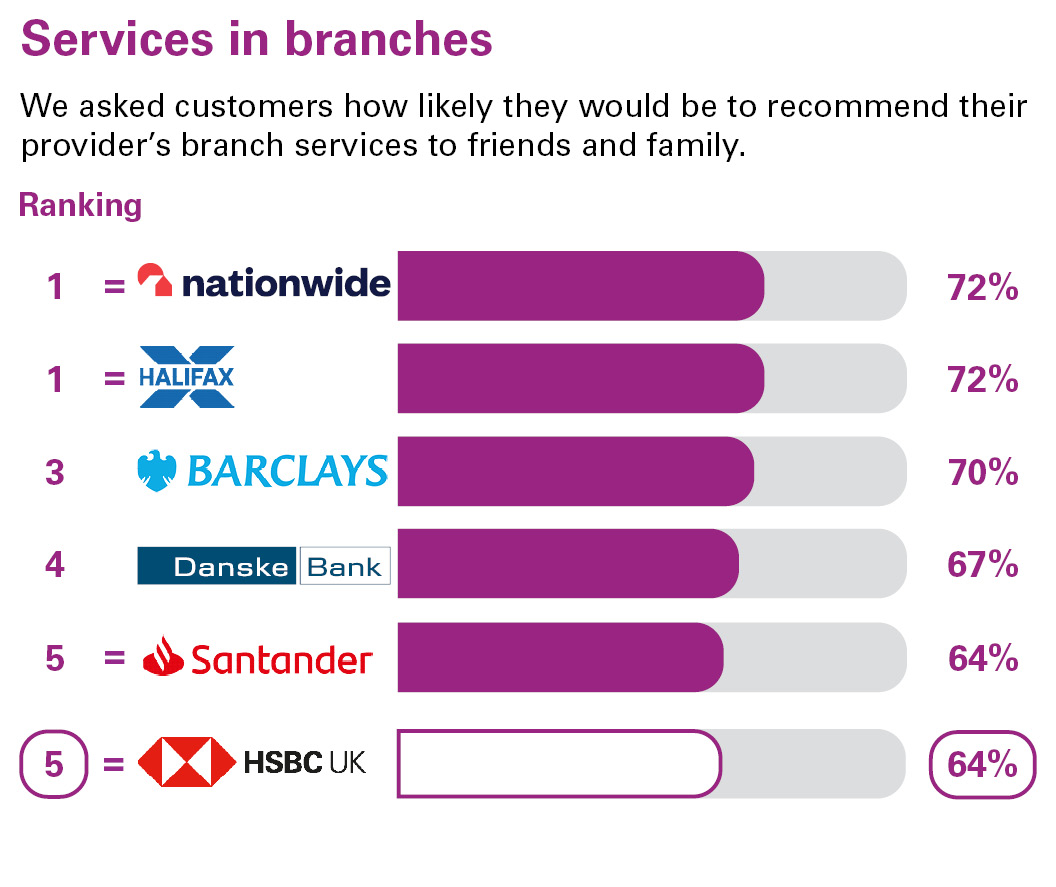 Services in branches
We asked customers how likely they would be to recommend their
provider’s branch services to friends and family.
Ranking
1 = nationwide 72%
1 = HALIFAX 72%
3 BARCLAYS 70%
4 Danske Bank 67%
5 = Santander 64%
5 = HSBC UK 64%